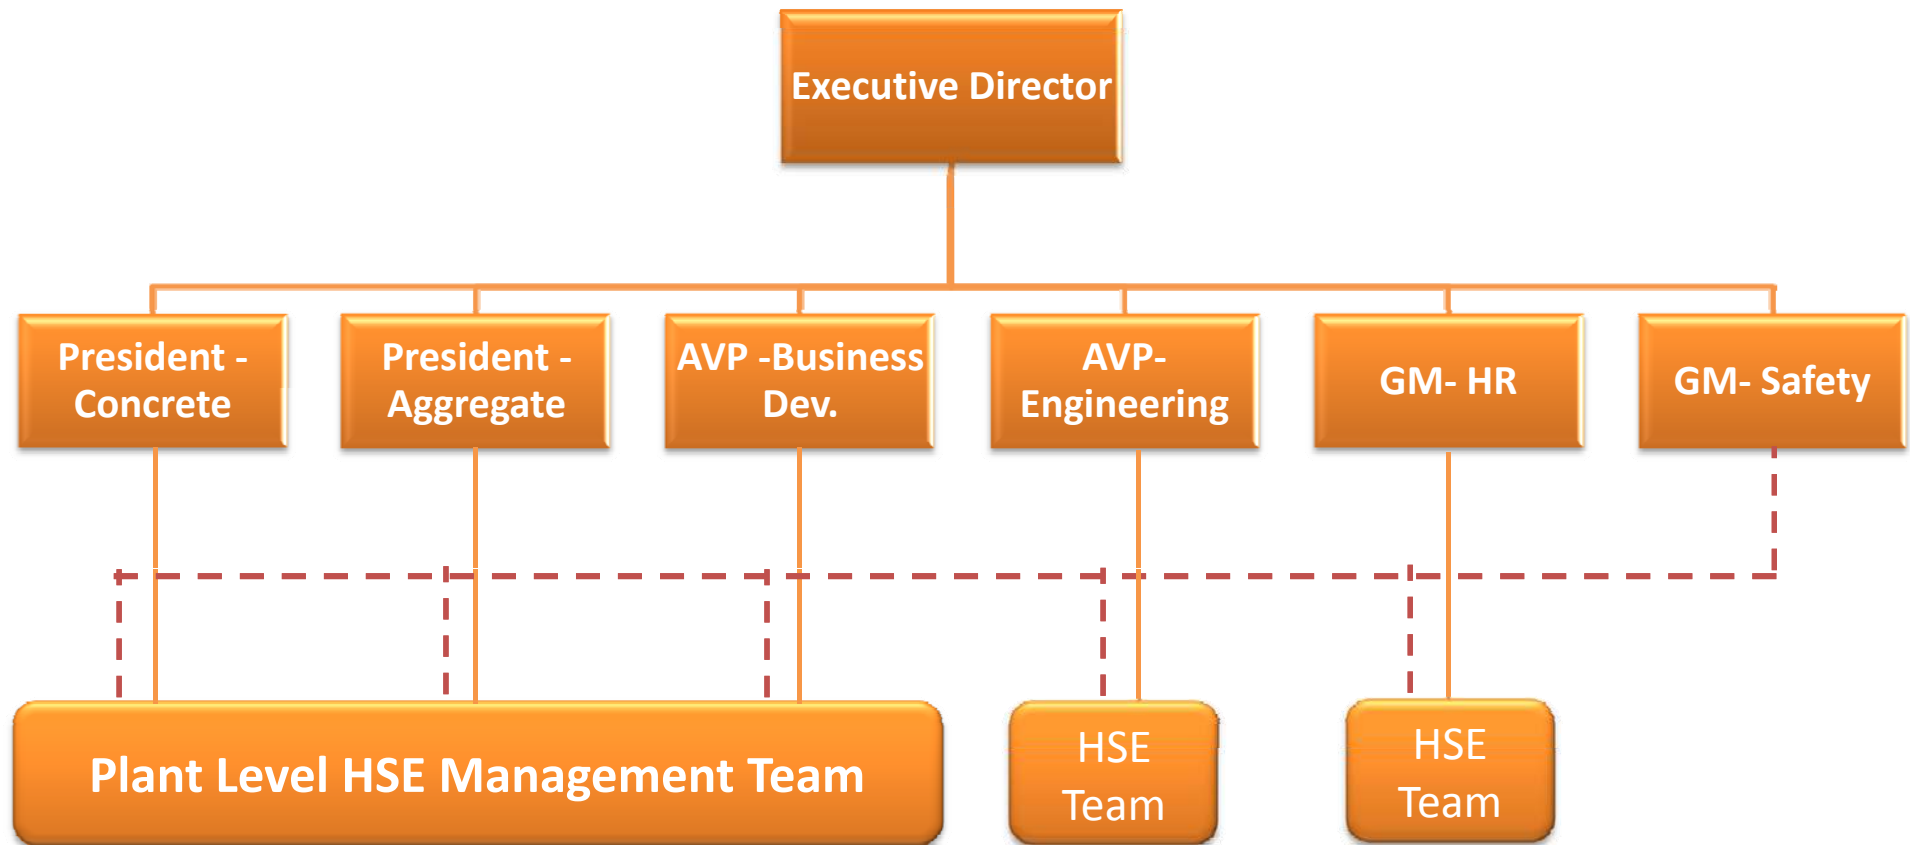 Executive Director
President -
Concrete
President -
Aggregate
AVP -Business
Dev.
AVP-
Engineering
GM- HR
GM- Safety
Plant Level HSE Management Team
HSE
Team
HSE
Team